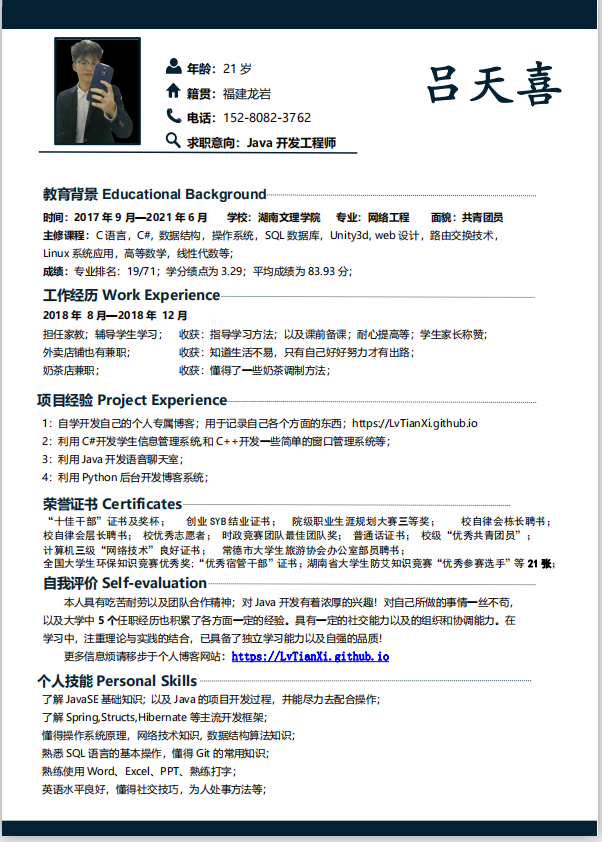 年龄：21 岁
籍贯：福建龙岩
电话：152-8082-3762
求职意向：Java 开发工程师
吕天喜
教育背景 Educational Background
时间：2017 年 9 月—2021 年 6 月 学校：湖南文理学院 专业：网络工程 面貌：共青团员
主修课程：C 语言，C#, 数据结构，操作系统，SQL 数据库，Unity3d, web 设计，路由交换技术，
Linux 系统应用，高等数学，线性代数等；
成绩：专业排名：19/71；学分绩点为 3.29；平均成绩为 83.93 分；
工作经历 Work Experience
2018 年 8 月—2018 年 12 月
担任家教；辅导学生学习； 收获：指导学习方法；以及课前备课；耐心提高等；学生家长称赞；
外卖店铺也有兼职； 收获：知道生活不易，只有自己好好努力才有出路；
奶茶店兼职； 收获：懂得了一些奶茶调制方法；
项目经验 Project Experience
1：自学开发自己的个人专属博客；用于记录自己各个方面的东西；https://LvTianXi.github.io
2：利用 C#开发学生信息管理系统,和 C++开发一些简单的窗口管理系统等；
3：利用 Java 开发语音聊天室；
4：利用 Python 后台开发博客系统；
荣誉证书 Certificates
“十佳干部”证书及奖杯； 创业 SYB 结业证书； 院级职业生涯规划大赛三等奖； 校自律会栋长聘书；
校自律会层长聘书； 校优秀志愿者； 时政竞赛团队最佳团队奖； 普通话证书； 校级“优秀共青团员”；
计算机三级“网络技术”良好证书； 常德市大学生旅游协会办公室部员聘书；
全国大学生环保知识竞赛优秀奖:“优秀宿管干部”证书；湖南省大学生防艾知识竞赛“优秀参赛选手”等 21 张；
自我评价 Self-evaluation
本人具有吃苦耐劳以及团队合作精神；对 Java 开发有着浓厚的兴趣！对自己所做的事情一丝不苟，
以及大学中 5 个任职经历也积累了各方面一定的经验。具有一定的社交能力以及的组织和协调能力。在
学习中，注重理论与实践的结合，已具备了独立学习能力以及自强的品质！
更多信息烦请移步于个人博客网站：https://LvTianXi.github.io
个人技能 Personal Skills
了解 JavaSE 基础知识；以及 Java 的项目开发过程，并能尽力去配合操作；
了解 Spring,Structs,Hibernate 等主流开发框架；
懂得操作系统原理，网络技术知识, 数据结构算法知识；
熟悉 SQL 语言的基本操作，懂得 Git 的常用知识；
熟练使用 Word、Excel、PPT、熟练打字；
英语水平良好，懂得社交技巧，为人处事方法等；